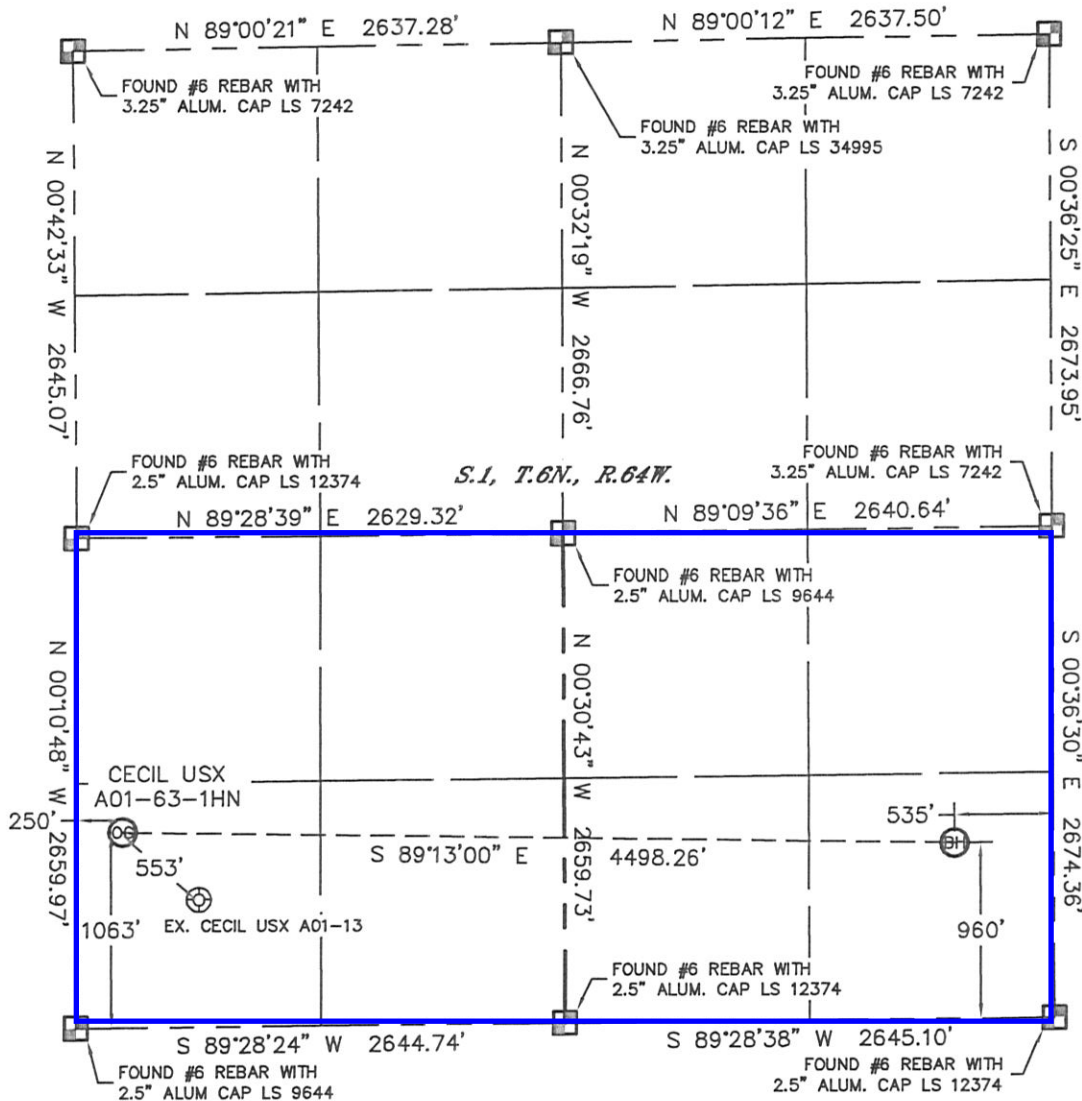 N 89°00'21" E 2637.28'
N 89°00'12" E 2637.50'
FOUND #6 REBAR WITH
3.25" ALUM. CAP LS 7242
FOUND #6 REBAR WITH
3.25" ALUM. CAP LS 34995
FOUND #6 REBAR WITH
3.25" ALUM. CAP LS 7242
N 00°42'33" W 2645.07'
N 00°32'19" W 2666.76'
S 00°36'25" E 2673.95'
FOUND #6 REBAR WITH
2.5" ALUM. CAP LS 12374
S.1, T.6N., R.64W.
FOUND #6 REBAR WITH
3.25" ALUM. CAP LS 7242
N 89°28'39" E 2629.32'
N 89°09'36" E 2640.64'
FOUND #6 REBAR WITH
2.5" ALUM. CAP LS 9644
N 00°10'48" W 2659.97'
N 00°30'43" W 2659.73'
S 00°36'30" E 2674.36'
CECIL USX
A01-63-1HN
250'
OG
553'
S 89°13'00" E 4498.26'
535'
BH
1063'
EX. CECIL USX A01-13
960'
FOUND #6 REBAR WITH
2.5" ALUM. CAP LS 12374
S 89°28'24" W 2644.74'
S 89°28'38" W 2645.10'
FOUND #6 REBAR WITH
2.5" ALUM CAP LS 9644
FOUND #6 REBAR WITH
2.5" ALUM. CAP LS 12374